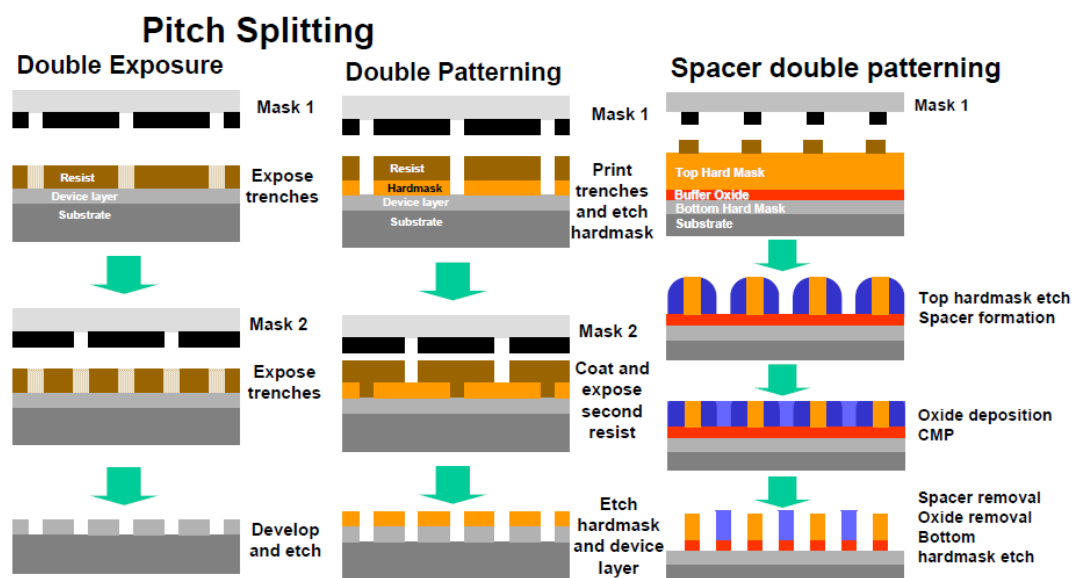 Pitch Splitting
Double Exposure
Mask 1
Resist
Device layer
Substrate
Expose
trenches
Mask 2
Expose
trenches
Develop
and etch
Double Patterning
Mask 1
Resist
Hardmask
Device layer
Substrate
Print
trenches
and etch
hardmask
Mask 2
Coat and
expose
second
resist
Etch
hardmask
and device
layer
Spacer double patterning
Mask 1
Top Hard Mask
Buffer Oxide
Bottom Hard Mask
Substrate
Top hardmask etch
Spacer formation
Oxide deposition
CMP
Spacer removal
Oxide removal
Bottom
hardmask etch